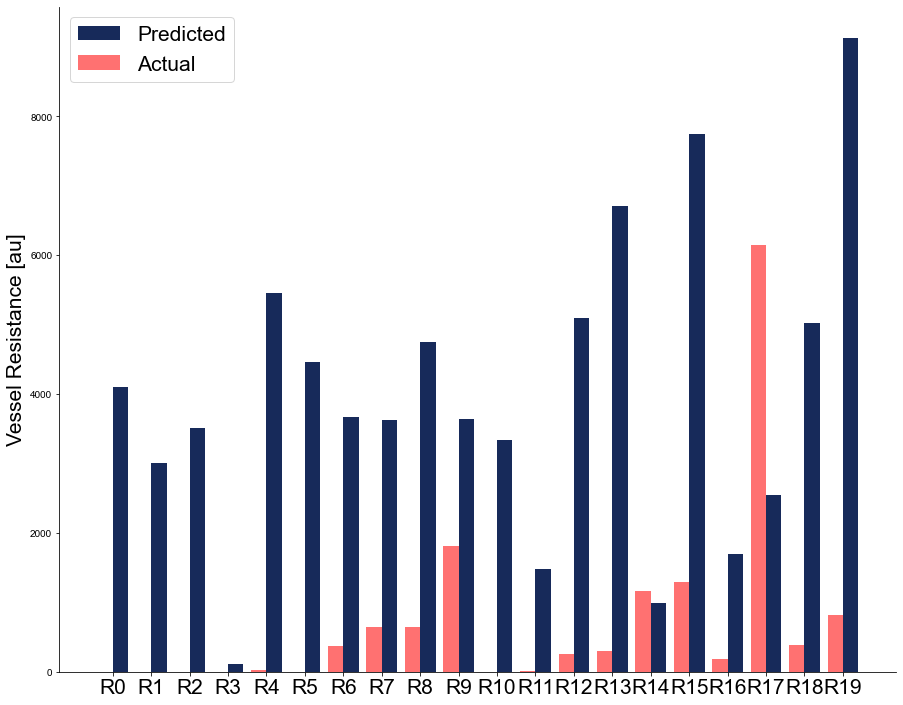 Predicted
Actual
8000
6000
4000
2000
0
Vessel Resistance [au]
R0 R1 R2 R3 R4 R5 R6 R7 R8 R9 R10 R11 R12 R13 R14 R15 R16 R17 R18 R19